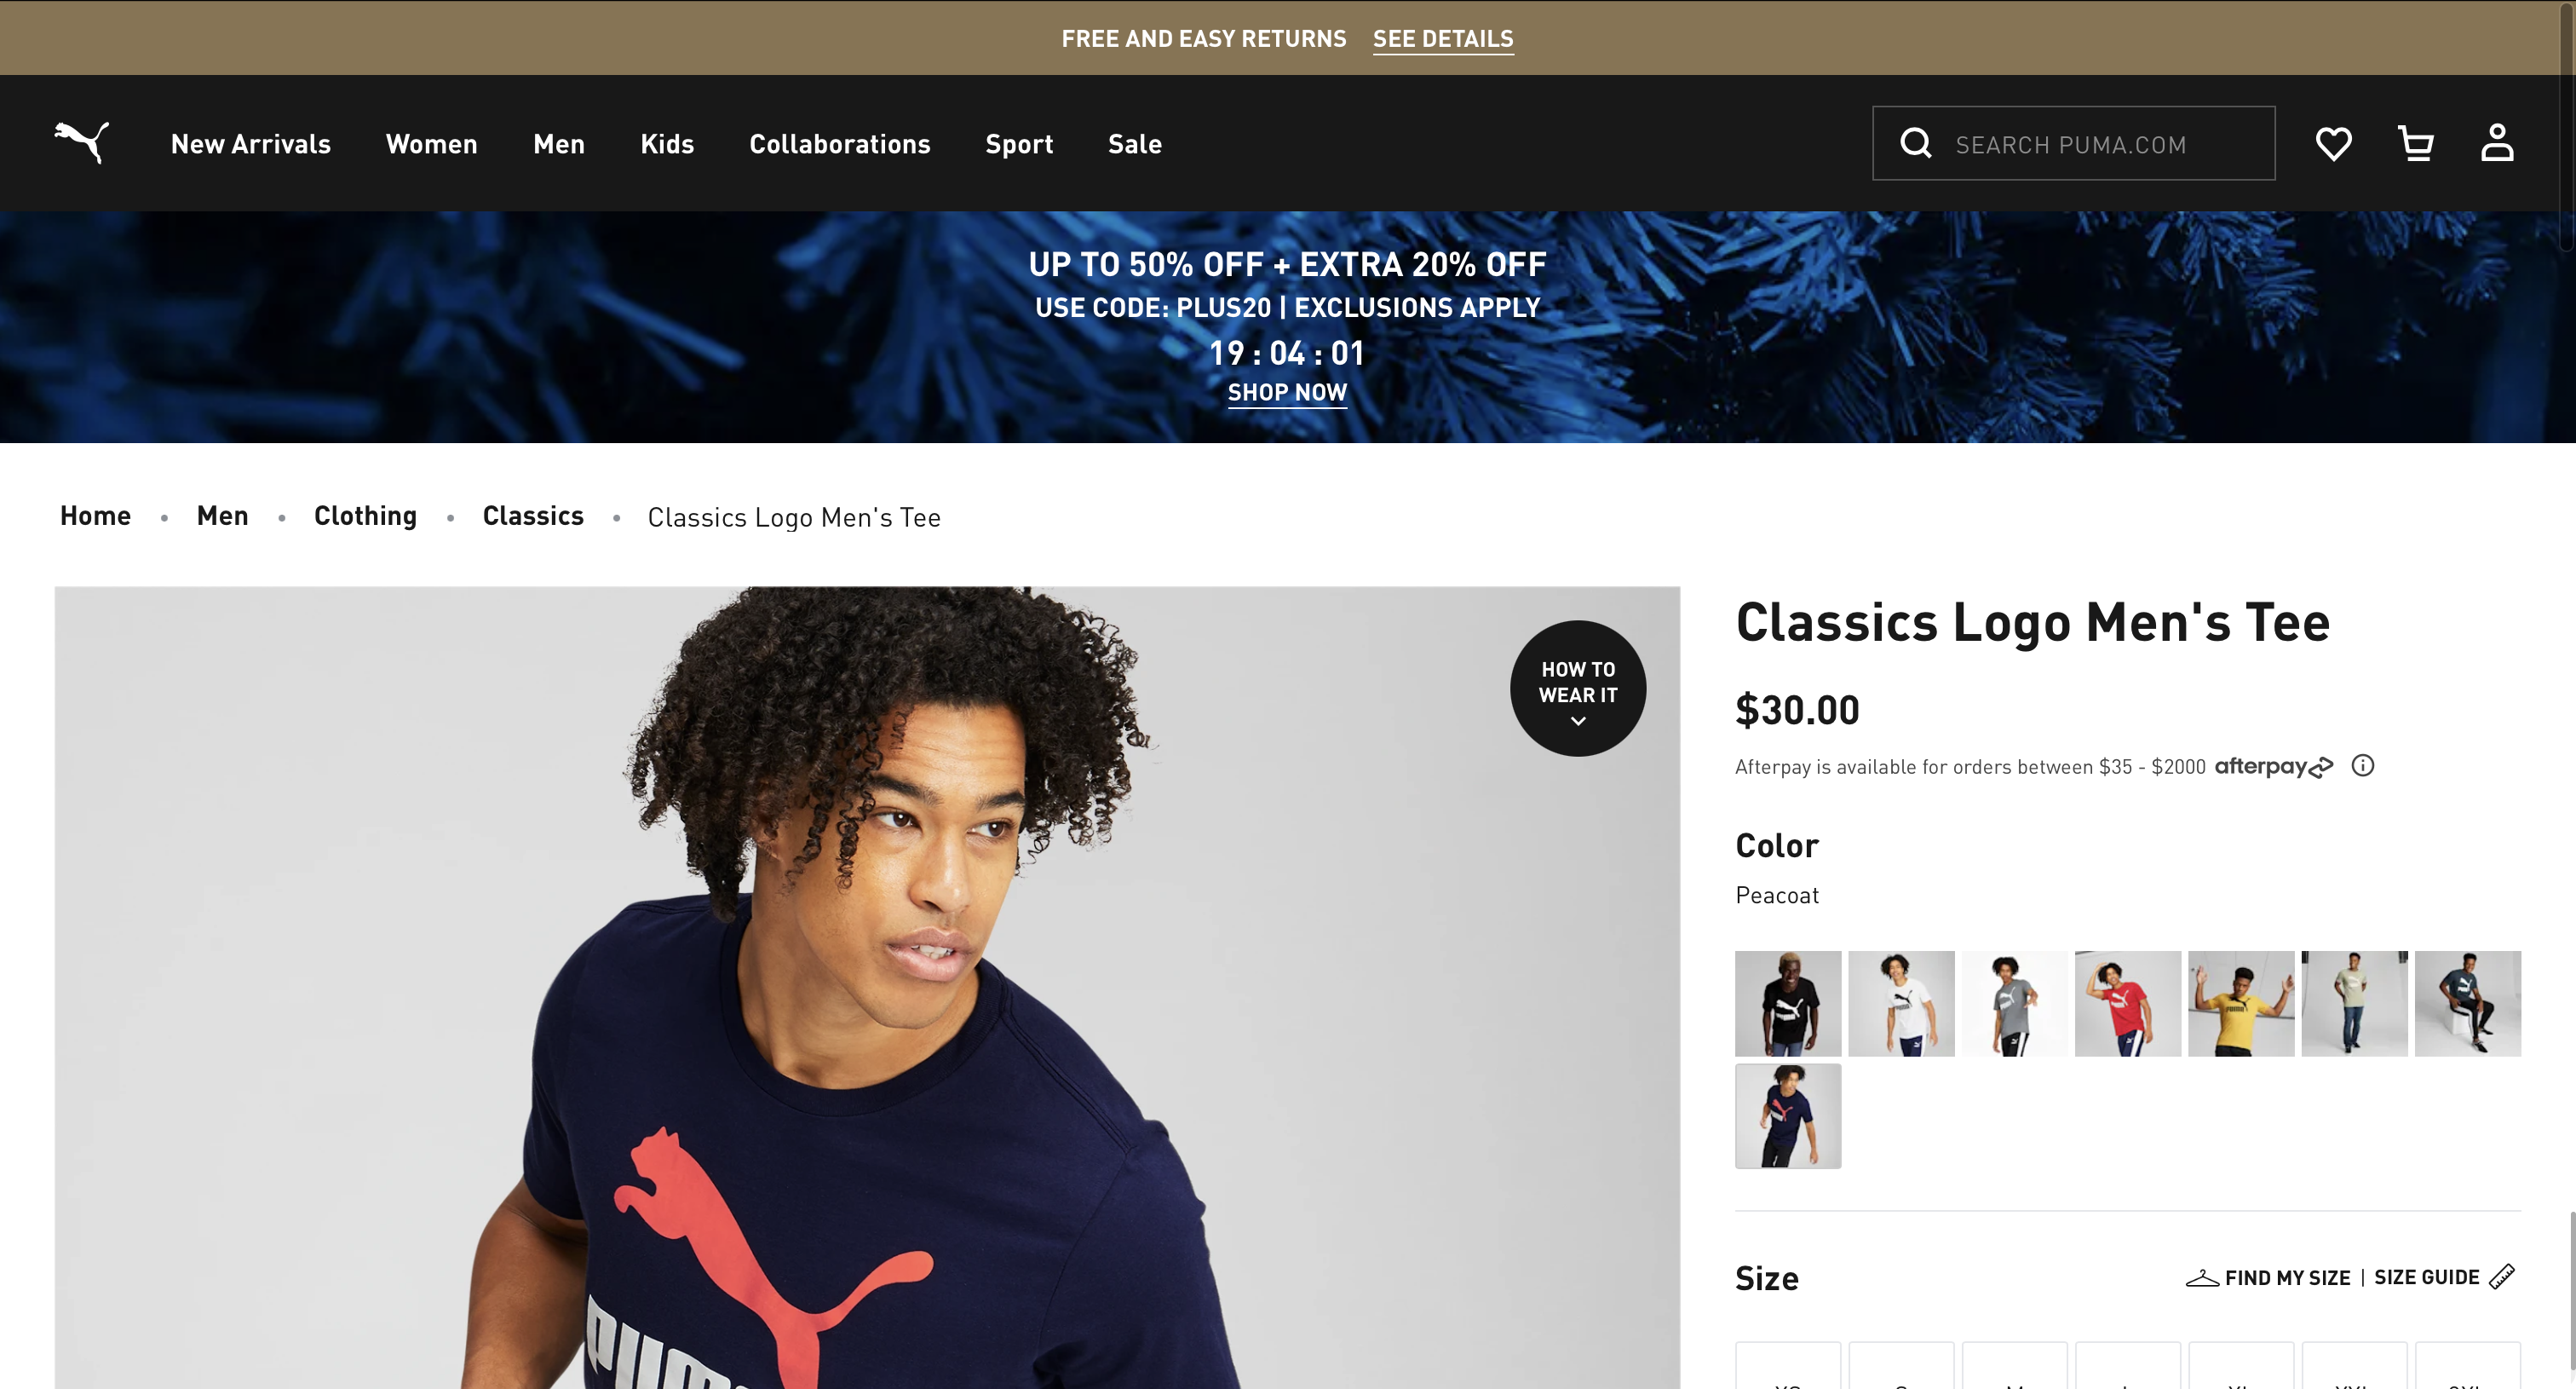 FREE AND EASY RETURNS SEE DETAILS
New Arrivals Women Men Kids Collaborations Sport Sale SEARCH PUMA.COM
UP TO 50% OFF + EXTRA 20% OFF
USE CODE: PLUS20 | EXCLUSIONS APPLY
19 : 04 : 01
SHOP NOW
Home • Men • Clothing • Classics • Classics Logo Men's Tee
HOW TO
WEAR IT
PUMA
Classics Logo Men's Tee
$30.00
Afterpay is available for orders between $35 - $2000 afterpay
Color
Peacoat
Size
FIND MY SIZE | SIZE GUIDE